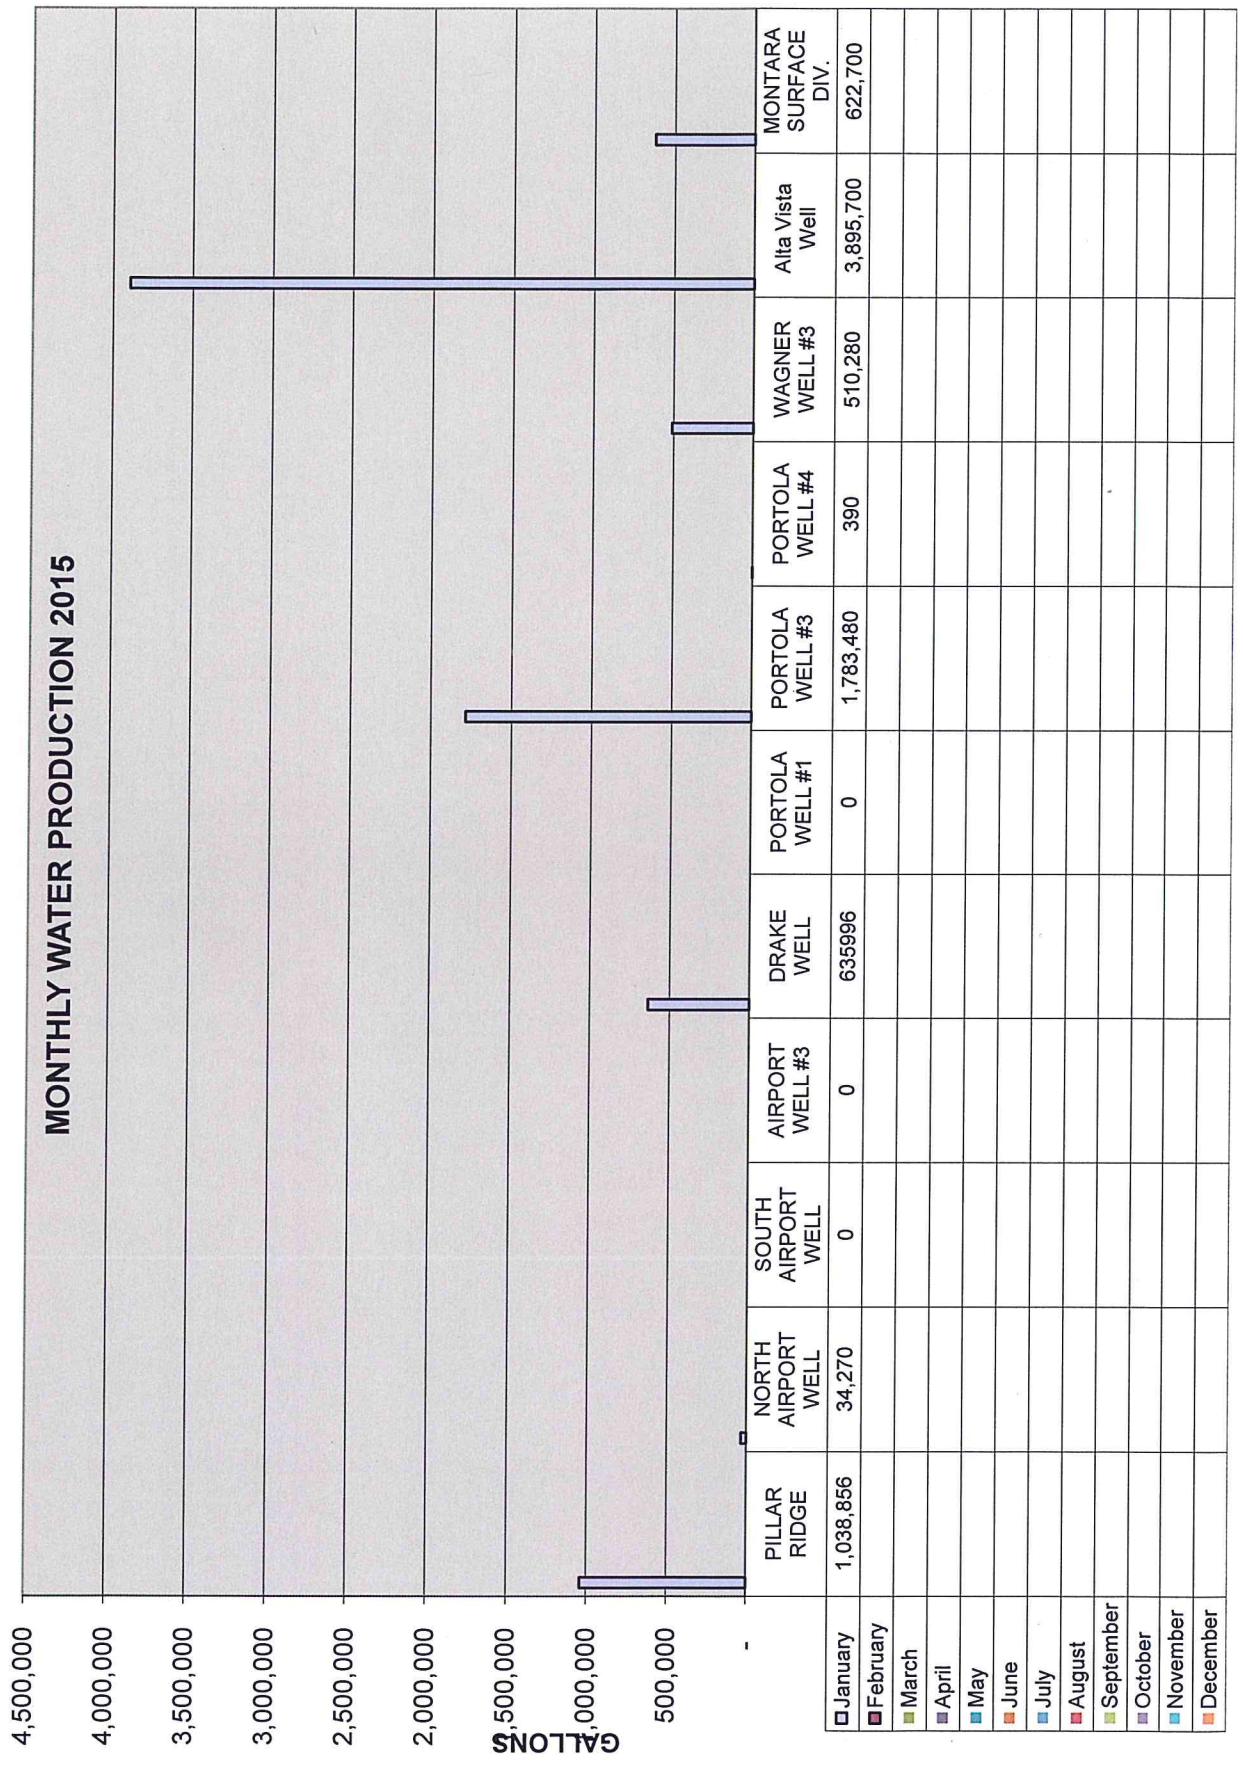 MONTHLY WATER PRODUCTION 2015
4,500,000
4,000,000
3,500,000
3,000,000
2,500,000
2,000,000
,500,000
,000,000
500,000
-
GALLONS
PILLAR
RIDGE
NORTH
AIRPORT
WELL
SOUTH
AIRPORT
WELL
AIRPORT
WELL #3
DRAKE
WELL
PORTOLA
WELL #1
PORTOLA
WELL #3
PORTOLA
WELL #4
WAGNER
WELL #3
Alta Vista
Well
MONTARA
SURFACE
DIV.
January 1,038,856 34,270 0 0 635996 0 1,783,480 390 510,280 3,895,700 622,700
February
March
April
May
June
July
August
September
October
November
December